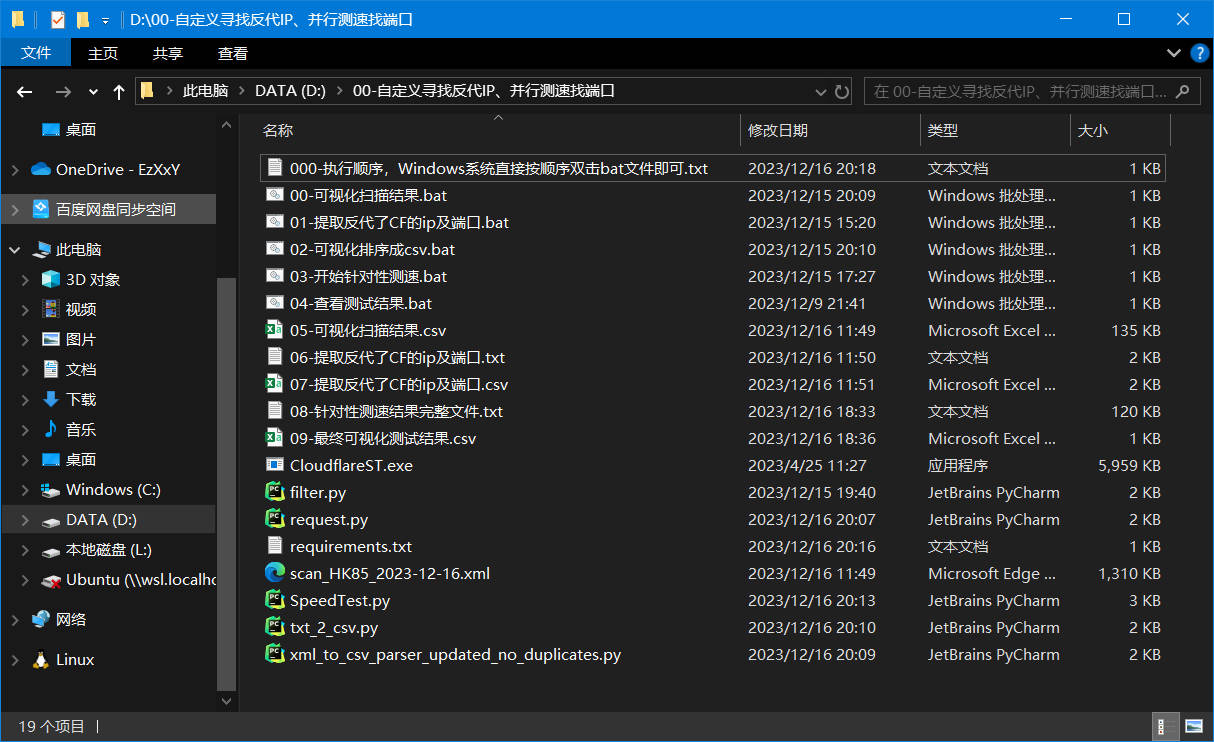 D:\00-自定义寻找反代IP、并行测速找端口
文件 主页 共享 查看
此电脑 DATA (D:) 00-自定义寻找反代IP、并行测速找端口 在 00-自定义寻找反代IP、并行测速找端口...
桌面
OneDrive - EzXxY
百度网盘同步空间
此电脑
3D 对象
视频
图片
文档
下载
音乐
桌面
Windows (C:)
DATA (D:)
本地磁盘 (L:)
Ubuntu (\\wsl.localhc
网络
Linux
名称 修改日期 类型 大小
000-执行顺序，Windows系统直接按顺序双击bat文件即可.txt 2023/12/16 20:18 文本文档 1 KB
00-可视化扫描结果.bat 2023/12/15 20:09 Windows 批处理... 1 KB
01-提取反代了CF的ip及端口.bat 2023/12/15 15:20 Windows 批处理... 1 KB
02-可视化排序成csv.bat 2023/12/15 20:10 Windows 批处理... 1 KB
03-开始针对性测速.bat 2023/12/15 17:27 Windows 批处理... 1 KB
04-查看测试结果.bat 2023/12/9 21:41 Windows 批处理... 1 KB
05-可视化扫描结果.csv 2023/12/16 11:49 Microsoft Excel ... 135 KB
06-提取反代了CF的ip及端口.txt 2023/12/16 11:50 文本文档 2 KB
07-提取反代了CF的ip及端口.csv 2023/12/16 11:51 Microsoft Excel ... 2 KB
08-针对性测速结果完整文件.txt 2023/12/16 18:33 文本文档 120 KB
09-最终可视化测试结果.csv 2023/12/16 18:36 Microsoft Excel ... 1 KB
CloudflareST.exe 2023/4/25 11:27 应用程序 5,959 KB
filter.py 2023/12/15 19:40 JetBrains PyCharm 2 KB
request.py 2023/12/16 20:07 JetBrains PyCharm 2 KB
requirements.txt 2023/12/16 20:16 文本文档 1 KB
scan_HK85_2023-12-16.xml 2023/12/16 11:49 Microsoft Edge ... 1,310 KB
SpeedTest.py 2023/12/16 20:13 JetBrains PyCharm 3 KB
txt_2_csv.py 2023/12/16 20:10 JetBrains PyCharm 2 KB
xml_to_csv_parser_updated_no_duplicates.py 2023/12/16 20:09 JetBrains PyCharm 2 KB
19 个项目